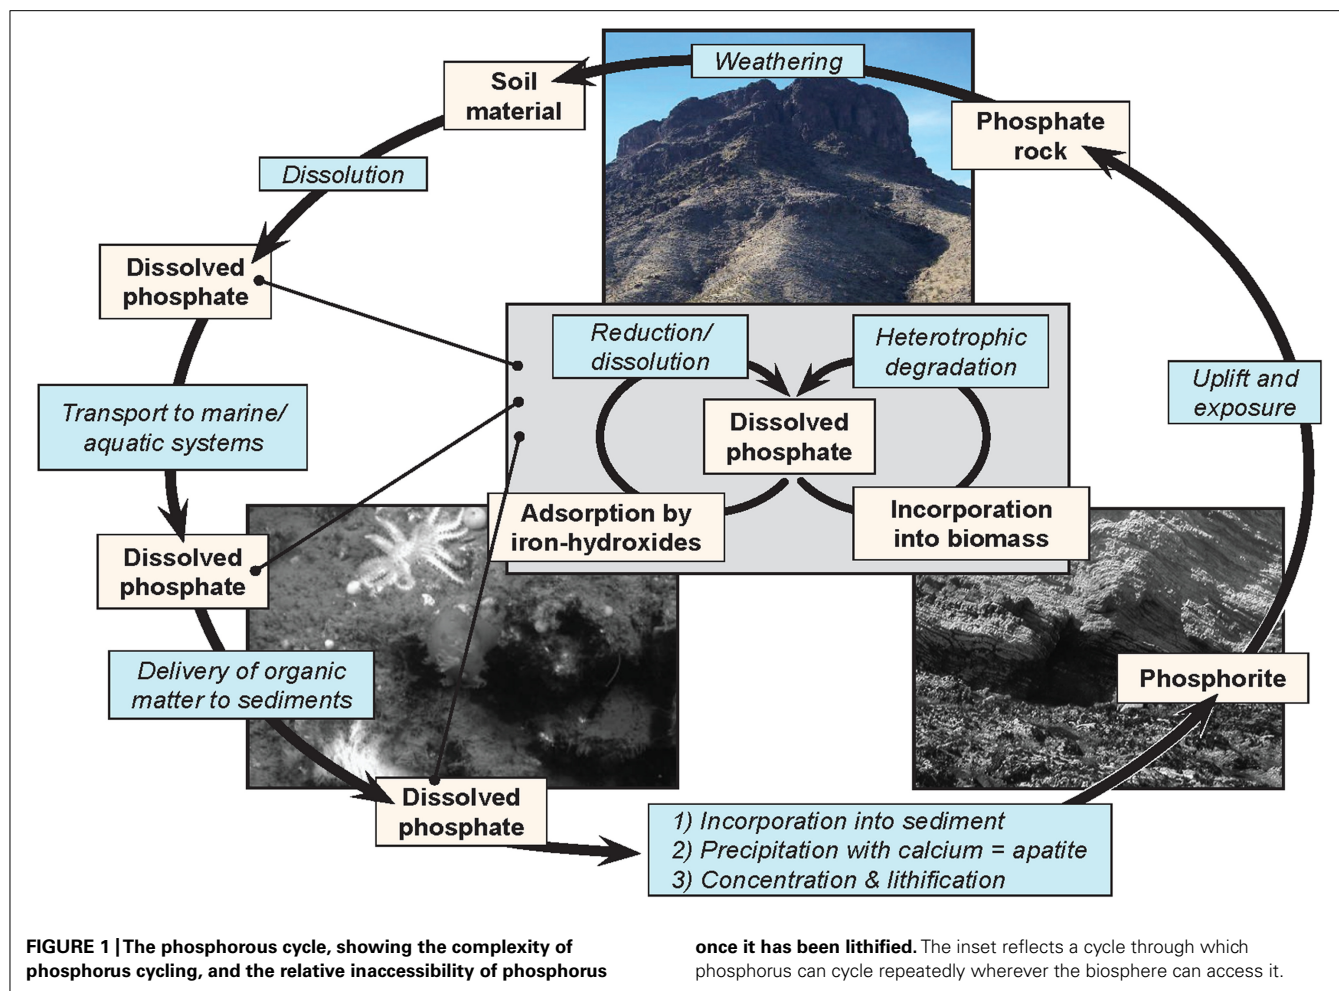 Weathering
Soil
material
Phosphate
rock
Dissolution
Dissolved
phosphate
Reduction/
dissolution
Heterotrophic
degradation
Dissolved
phosphate
Uplift and
exposure
Transport to marine/
aquatic systems
Adsorption by
iron-hydroxides
Incorporation
into biomass
Dissolved
phosphate
Delivery of organic
matter to sediments
Phosphorite
Dissolved
phosphate
1) Incorporation into sediment
2) Precipitation with calcium = apatite
3) Concentration & lithification
FIGURE 1 | The phosphorous cycle, showing the complexity of
phosphorus cycling, and the relative inaccessibility of phosphorus
once it has been lithified. The inset reflects a cycle through which
phosphorus can cycle repeatedly wherever the biosphere can access it.